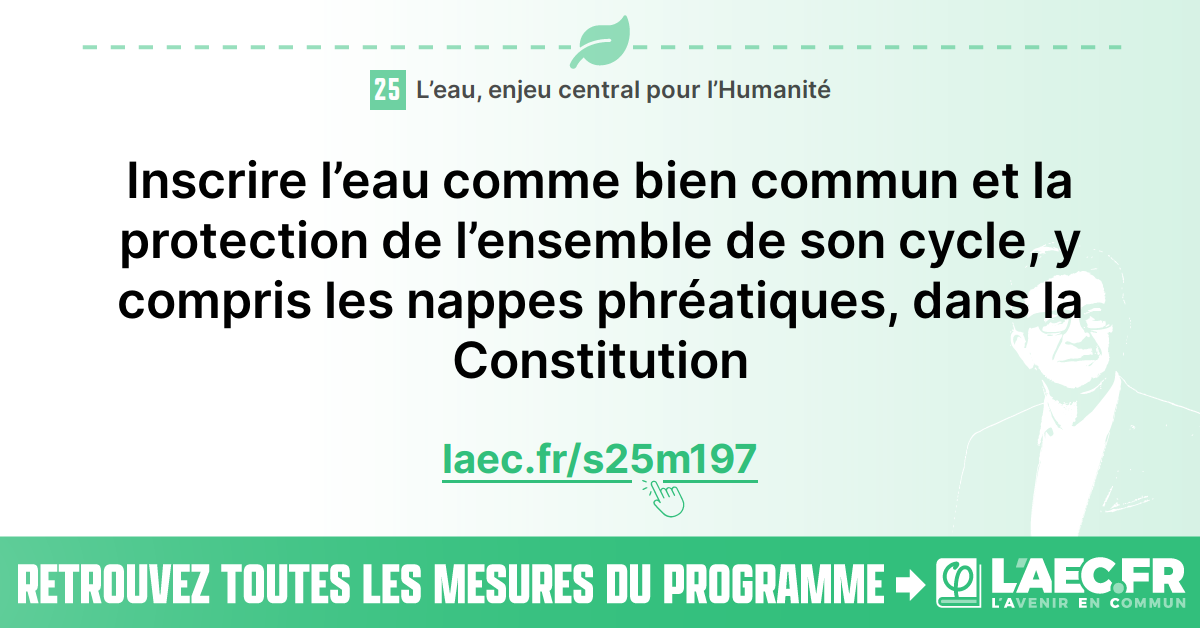 25 L’eau, enjeu central pour l’Humanité
Inscrire l’eau comme bien commun et la
protection de l’ensemble de son cycle, y
compris les nappes phréatiques, dans la
Constitution
laec.fr/s25m197
RETROUVEZ TOUTES LES MESURES DU PROGRAMME
φ L’AEC.FR
L’AVENIR EN COMMUN